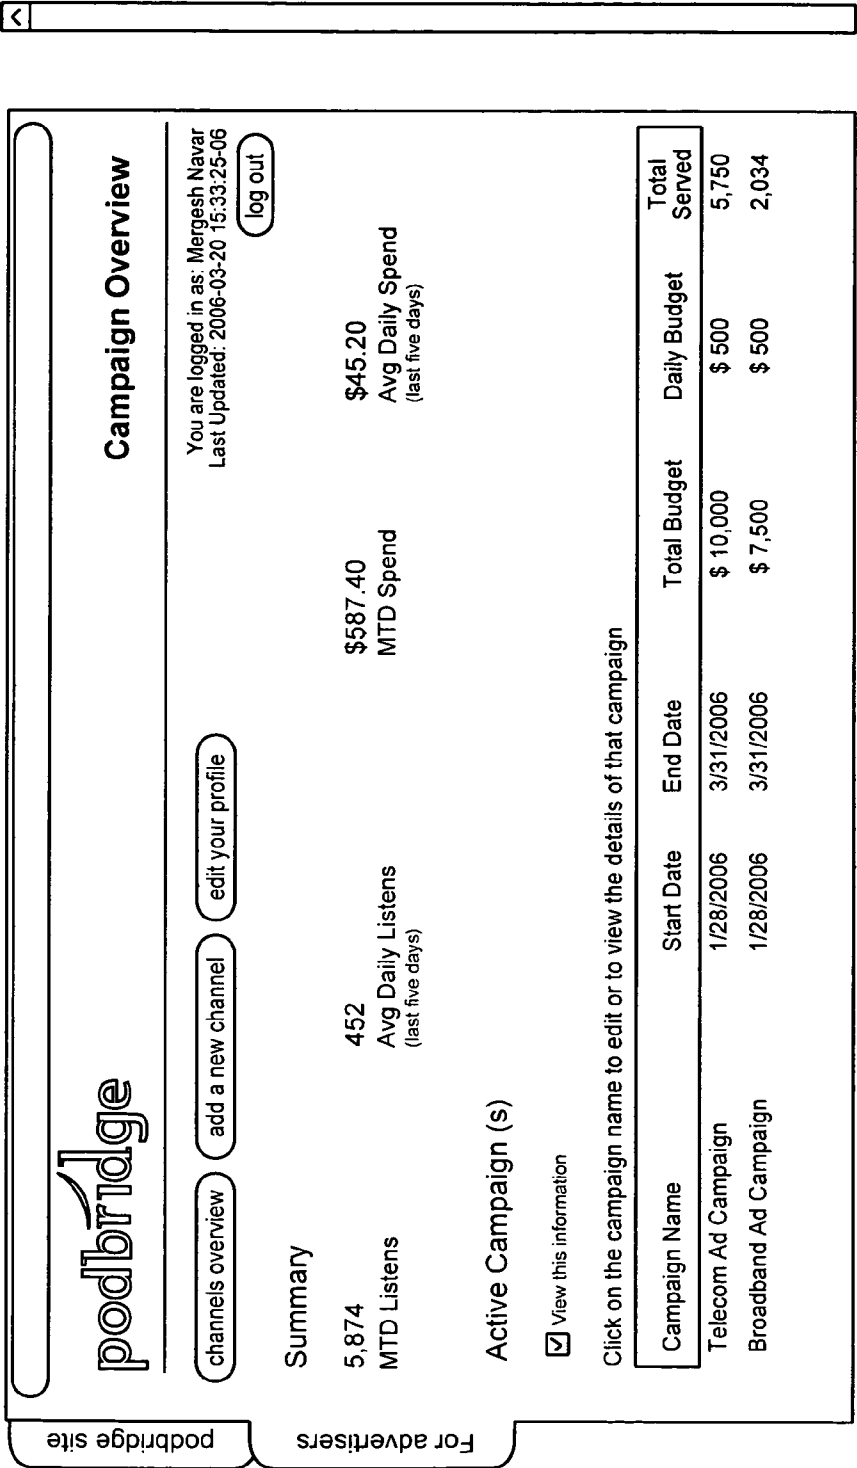 podbridge site
For advertisers
podbridge
Campaign Overview
channels overview
add a new channel
edit your profile
You are logged in as: Mergesh Navar
Last Updated: 2006-03-20 15:33:25-06
log out
Summary
5,874 452 $587.40 $45.20
MTD Listens Avg Daily Listens MTD Spend Avg Daily Spend
(last five days) (last five days)
Active Campaign (s)
View this information
Click on the campaign name to edit or to view the details of that campaign
Campaign Name Start Date End Date Total Budget Daily Budget Total Served
Telecom Ad Campaign 1/28/2006 3/31/2006 $ 10,000 $ 500 5,750
Broadband Ad Campaign 1/28/2006 3/31/2006 $ 7,500 $ 500 2,034